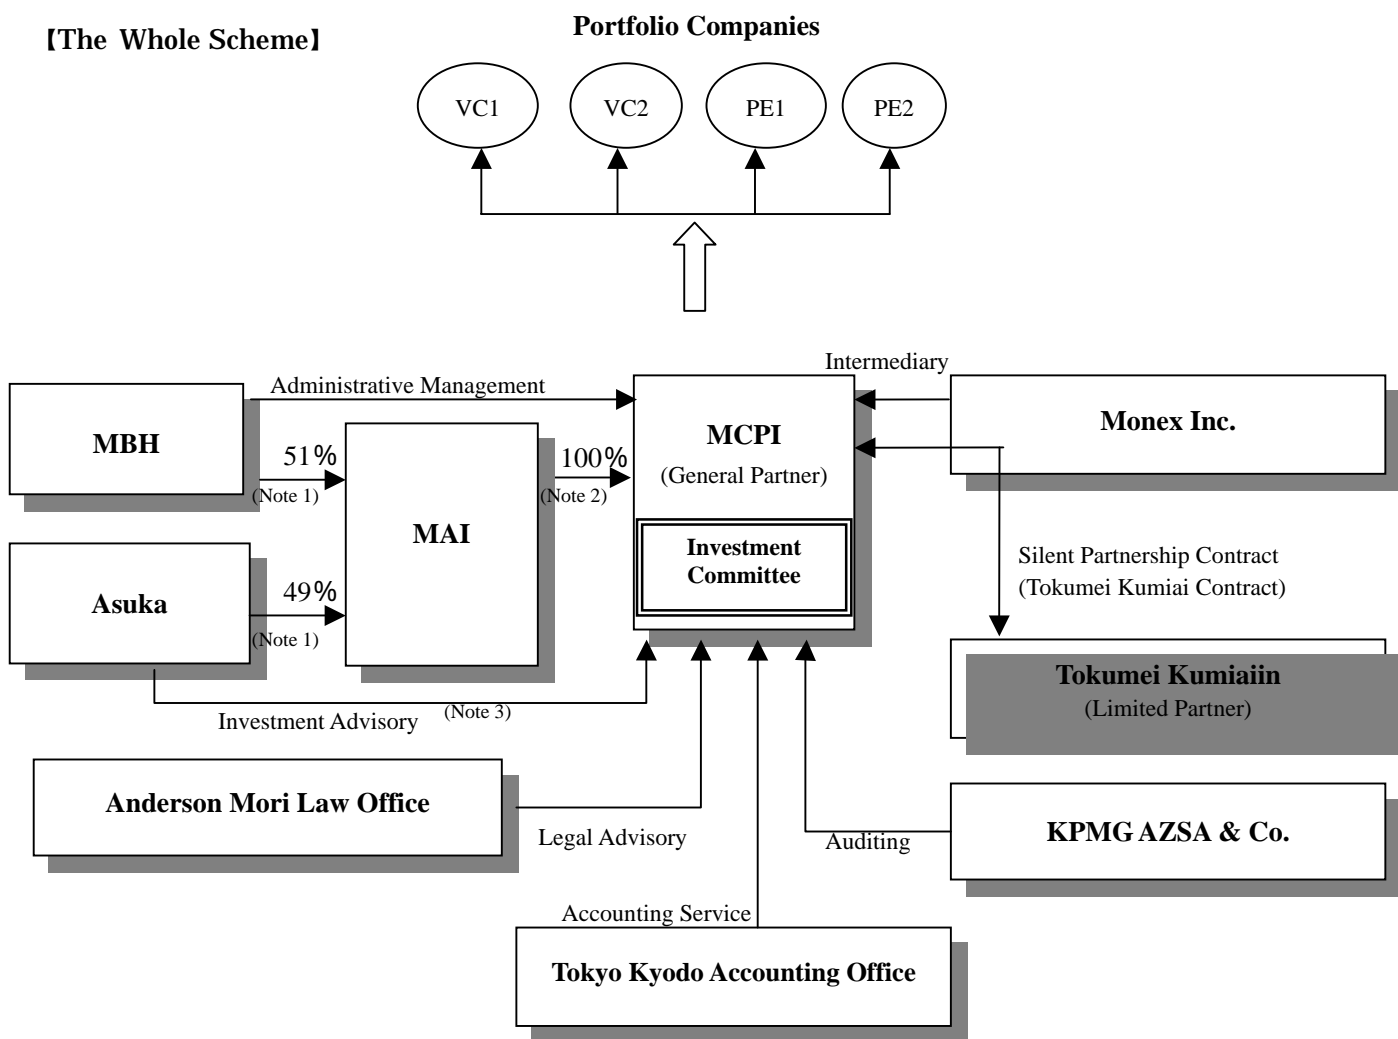 【The Whole Scheme】
Portfolio Companies
VC1
VC2
PE1
PE2
Intermediary
Administrative Management
MBH
51%
(Note 1)
MAI
100%
(Note 2)
MCPI
(General Partner)
Investment
Committee
Monex Inc.
Asuka
49%
(Note 1)
Silent Partnership Contract
(Tokumei Kumiai Contract)
Tokumei Kumiaiin
(Limited Partner)
Investment Advisory
(Note 3)
Anderson Mori Law Office
Legal Advisory
Auditing
KPMG AZSA & Co.
Accounting Service
Tokyo Kyodo Accounting Office